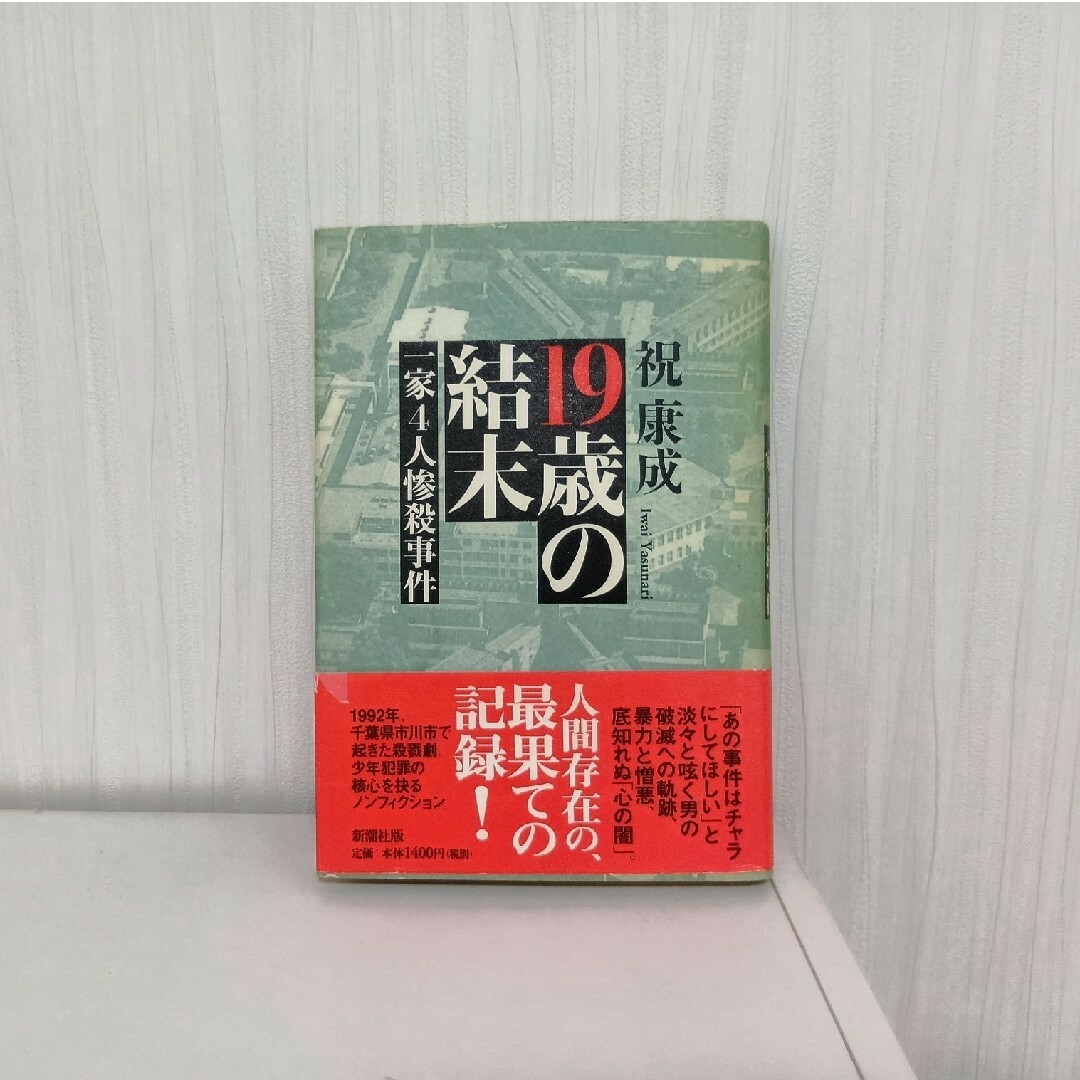 祝 康成
Iwai Yasunari
19歳の
結末
一家4人惨殺事件
「あの事件はチャラ
にしてほしい」と
淡々と呟く男の
破滅への軌跡、
暴力と憎悪、
底知れぬ「心の闇」。
人間存在の、
最果ての
記録！
1992年、
千葉県市川市で
起きた殺戮劇。
少年犯罪の
核心を抉る
ノンフィクション。
新潮社版
定価 本体1400円(税別)